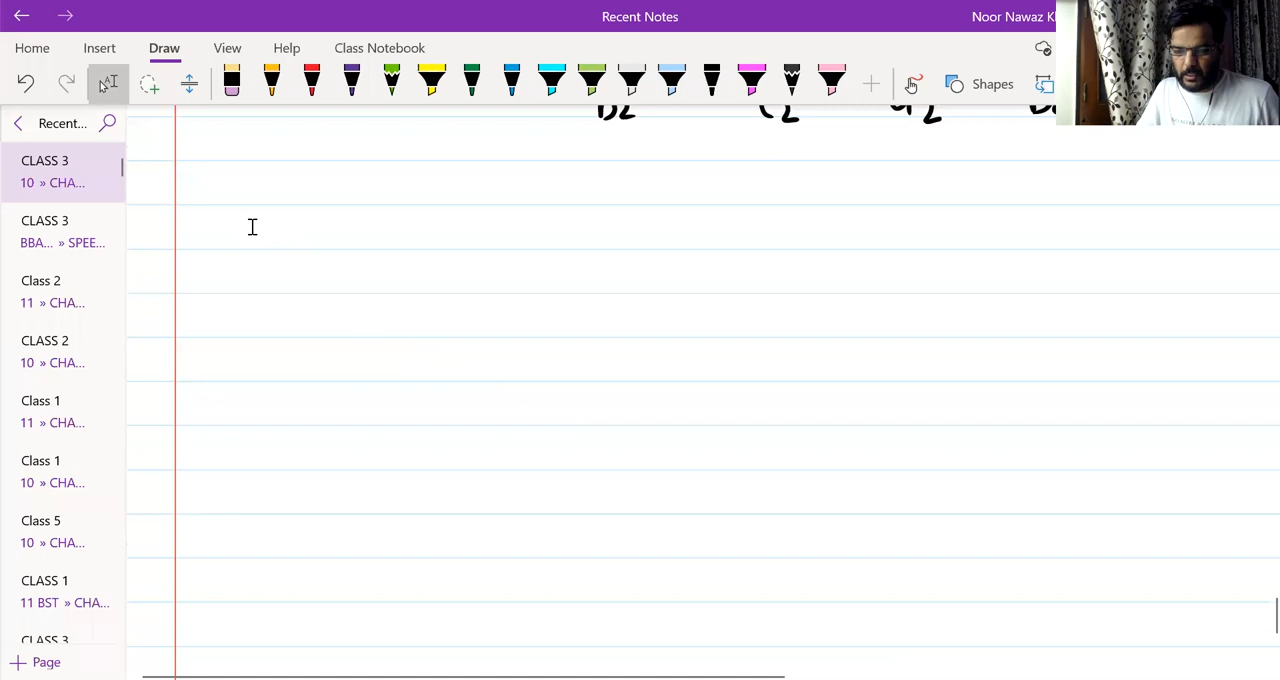 Recent Notes
Noor Nawaz
Home Insert Draw View Help Class Notebook
Shapes
Recent...
CLASS 3
10 » CHA...
CLASS 3
BBA... » SPEE...
Class 2
11 » CHA...
CLASS 2
10 » CHA...
Class 1
11 » CHA...
Class 1
10 » CHA...
Class 5
10 » CHA...
CLASS 1
11 BST » CHA...
CLASS 3
Page